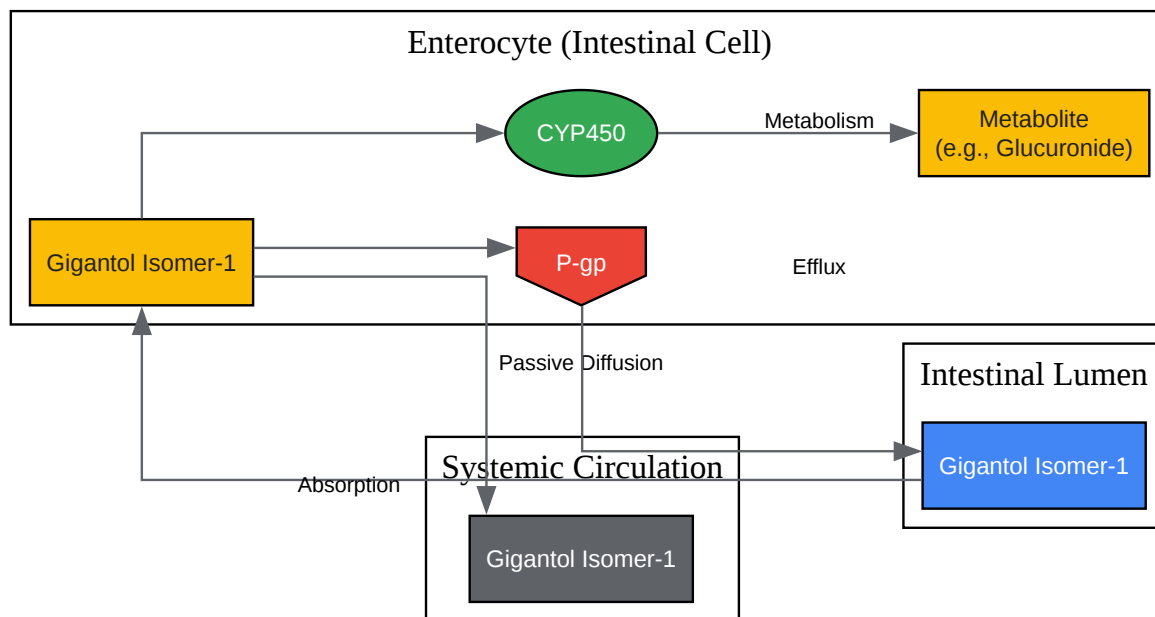 Enterocyte (Intestinal Cell)
CYP450
Metabolism
Metabolite
(e.g., Glucuronide)
Gigantol Isomer-1
P-gp
Efflux
Passive Diffusion
Intestinal Lumen
Gigantol Isomer-1
Systemic Circulation
Absorption
Gigantol Isomer-1